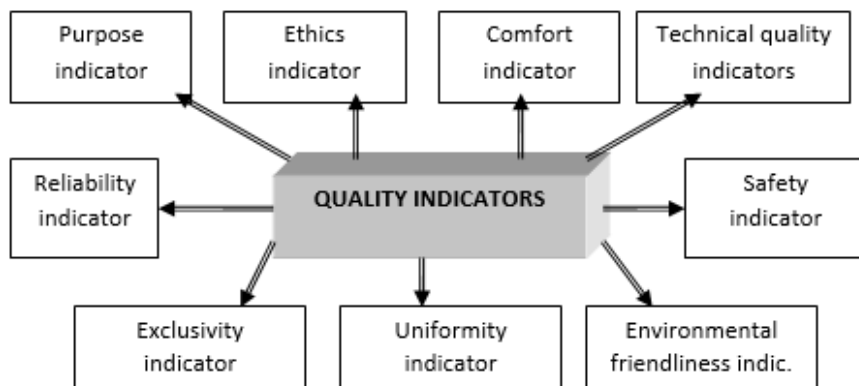 Purpose
indicator
Ethics
indicator
Comfort
indicator
Technical quality
indicators
Reliability
indicator
QUALITY INDICATORS
Safety
indicator
Exclusivity
indicator
Uniformity
indicator
Environmental
friendliness indic.